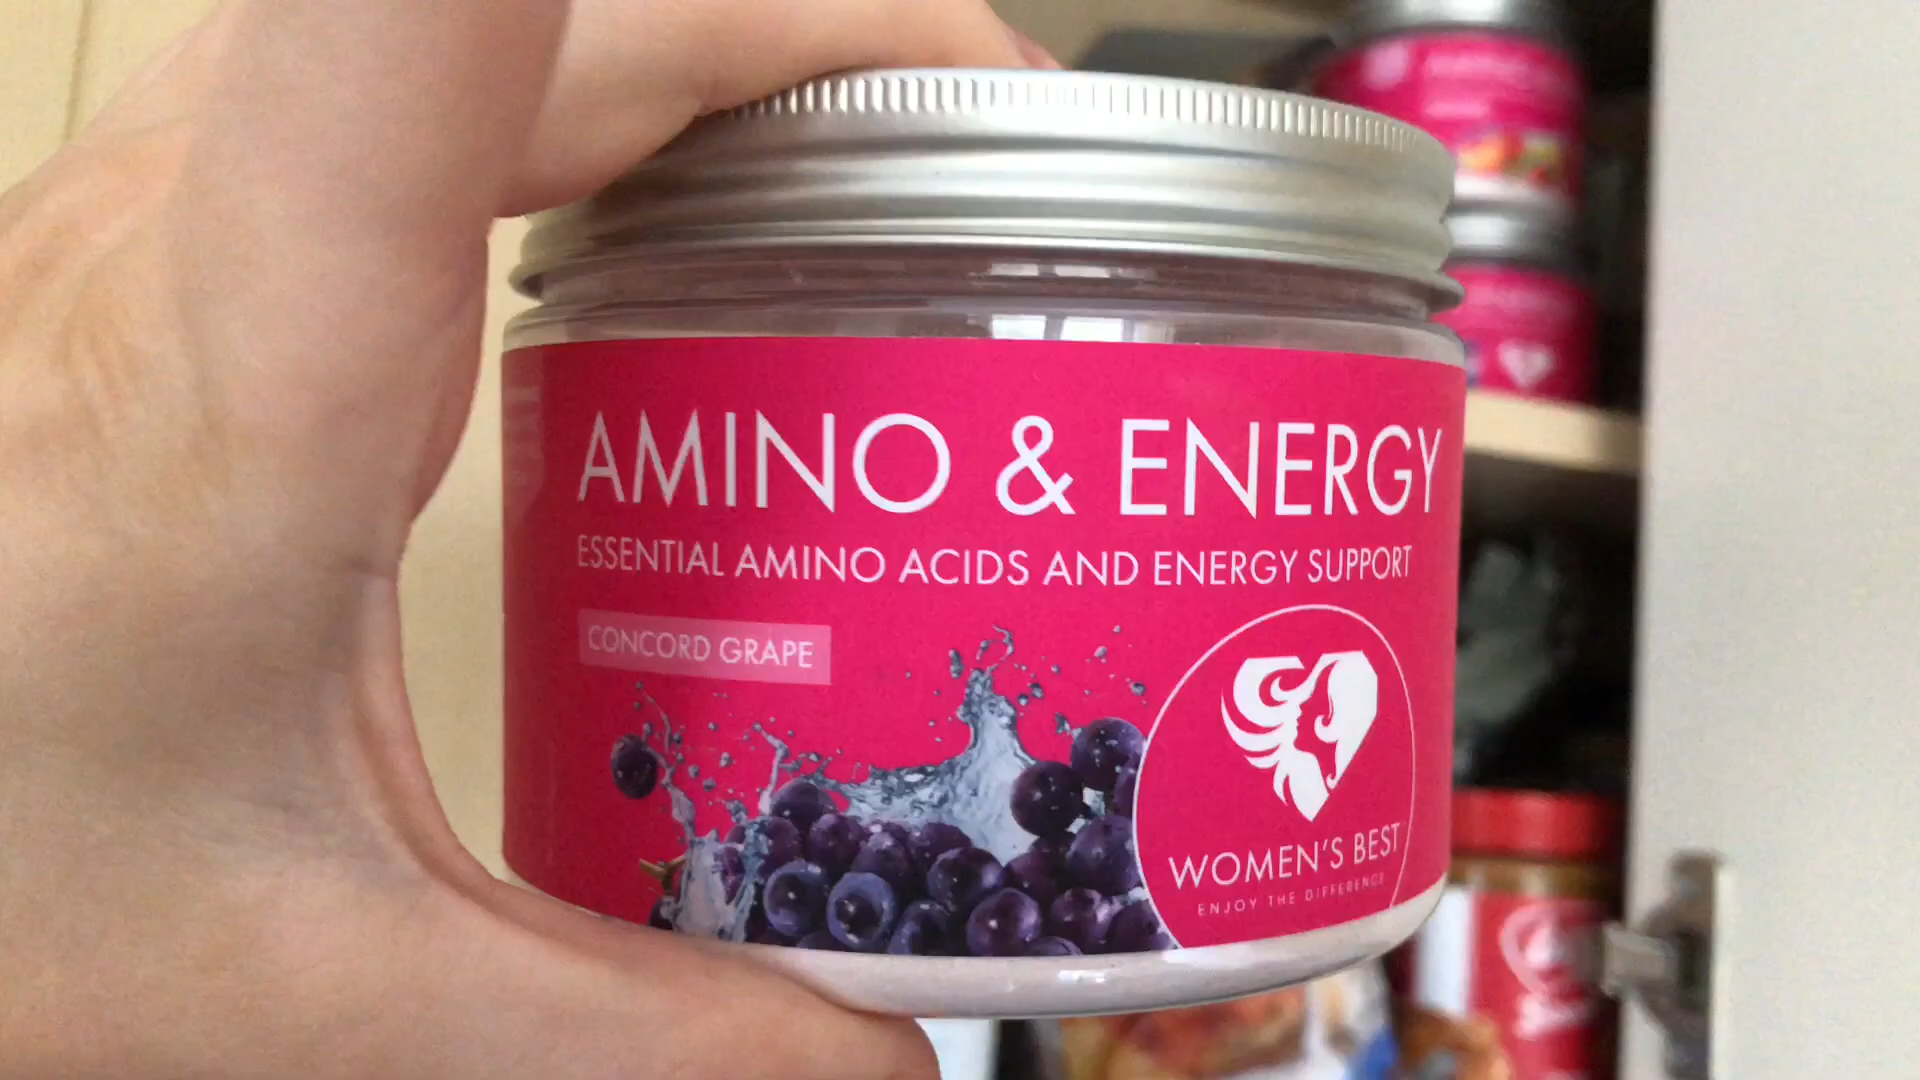 AMINO & ENERGY
ESSENTIAL AMINO ACIDS AND ENERGY SUPPORT
CONCORD GRAPE
WOMEN'S BEST
ENJOY THE DIFFERENCE